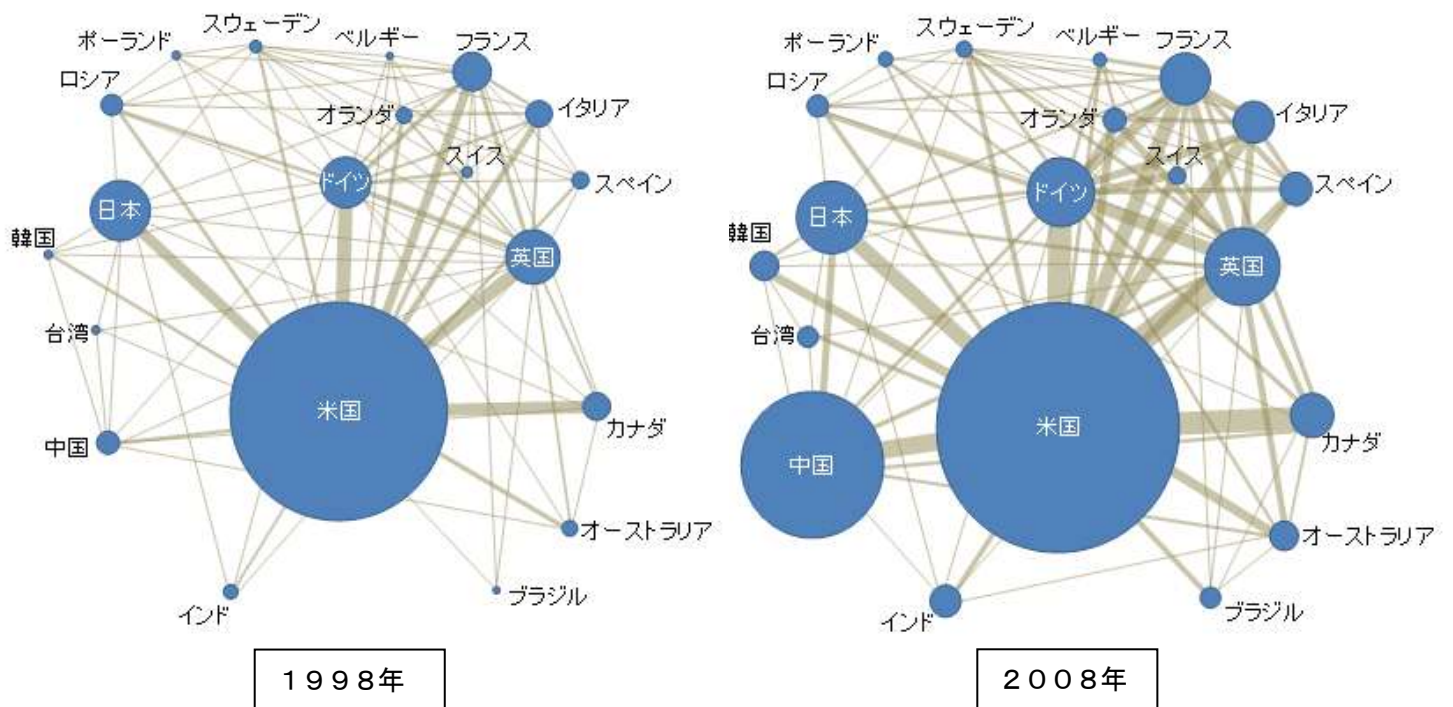 ポーランド
スウェーデン
ベルギー
フランス
ロシア
オランダ
イタリア
スイス
ドイツ
スペイン
日本
韓国
英国
台湾
米国
中国
カナダ
オーストラリア
インド
ブラジル
1998年
ポーランド
スウェーデン
ベルギー
フランス
ロシア
オランダ
イタリア
スイス
ドイツ
スペイン
日本
韓国
英国
台湾
米国
中国
カナダ
オーストラリア
インド
ブラジル
2008年